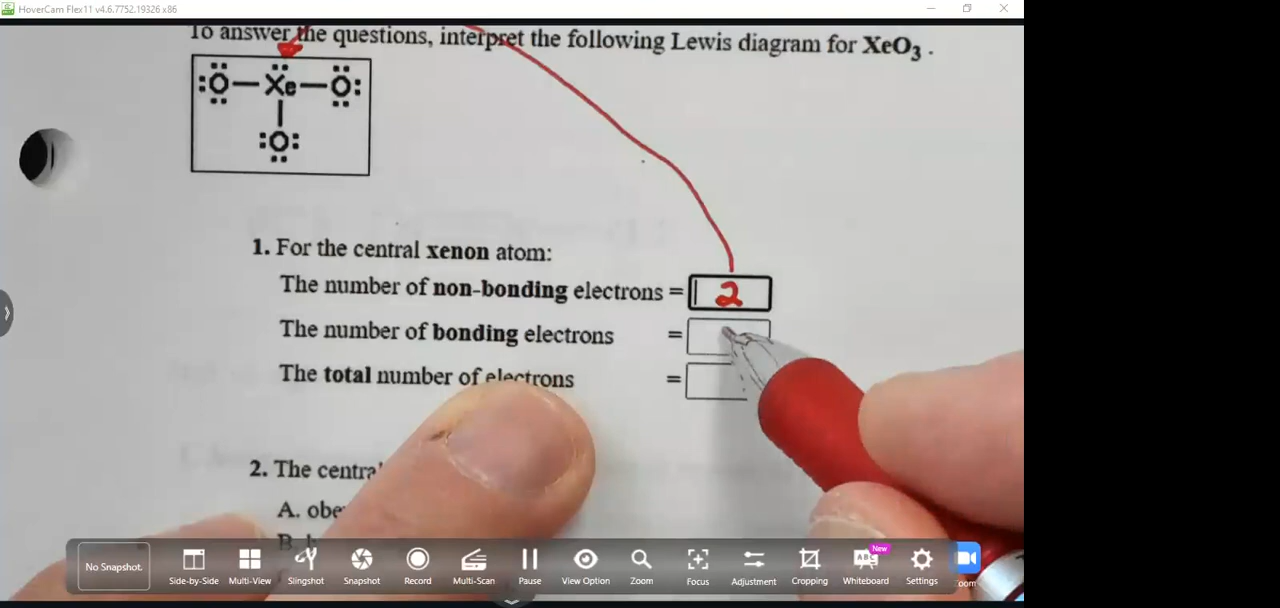 HoverCam Flex11 v4.6.7752.19326 x86
To answer the questions, interpret the following Lewis diagram for XeO₃.
:O—Xe—O:
:O:
1. For the central xenon atom:
The number of non-bonding electrons = 2
The number of bonding electrons =
The total number of electrons =
2. The central
A. obe
No Snapshot.
Side-by-Side Multi-View Slingshot Snapshot Record Multi-Scan Pause View Option Zoom Focus Adjustment Cropping Whiteboard Settings Zoom
New
ABC